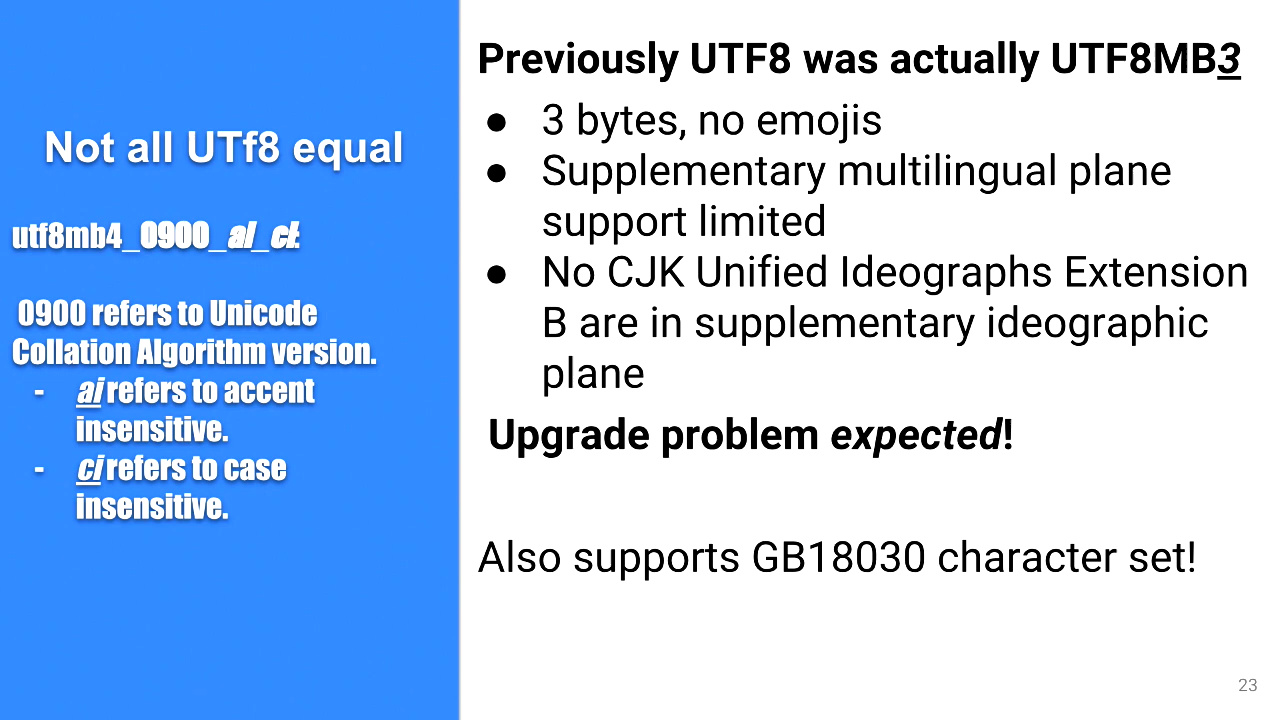 Not all UTf8 equal
utf8mb4_0900_ai_ci:
0900 refers to Unicode
Collation Algorithm version.
- ai refers to accent
insensitive.
- ci refers to case
insensitive.
Previously UTF8 was actually UTF8MB3
● 3 bytes, no emojis
● Supplementary multilingual plane
support limited
● No CJK Unified Ideographs Extension
B are in supplementary ideographic
plane
Upgrade problem expected!
Also supports GB18030 character set!
23